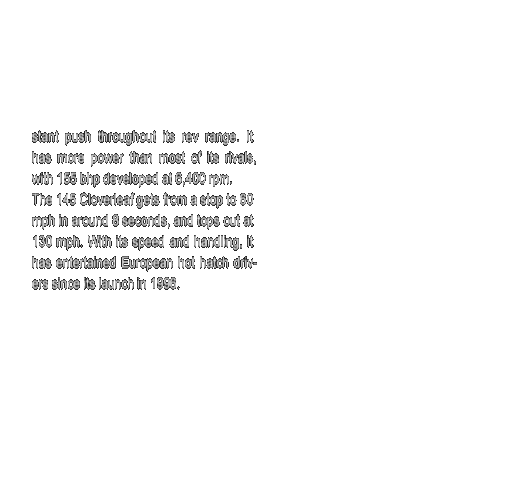 stant push throughout its rev range. It
has more power than most of its rivals,
with 155 bhp developed at 6,400 rpm.
The 145 Cloverleaf gets from a stop to 60
mph in around 8 seconds, and tops out at
130 mph. With its speed and handling, it
has entertained European hot hatch driv-
ers since its launch in